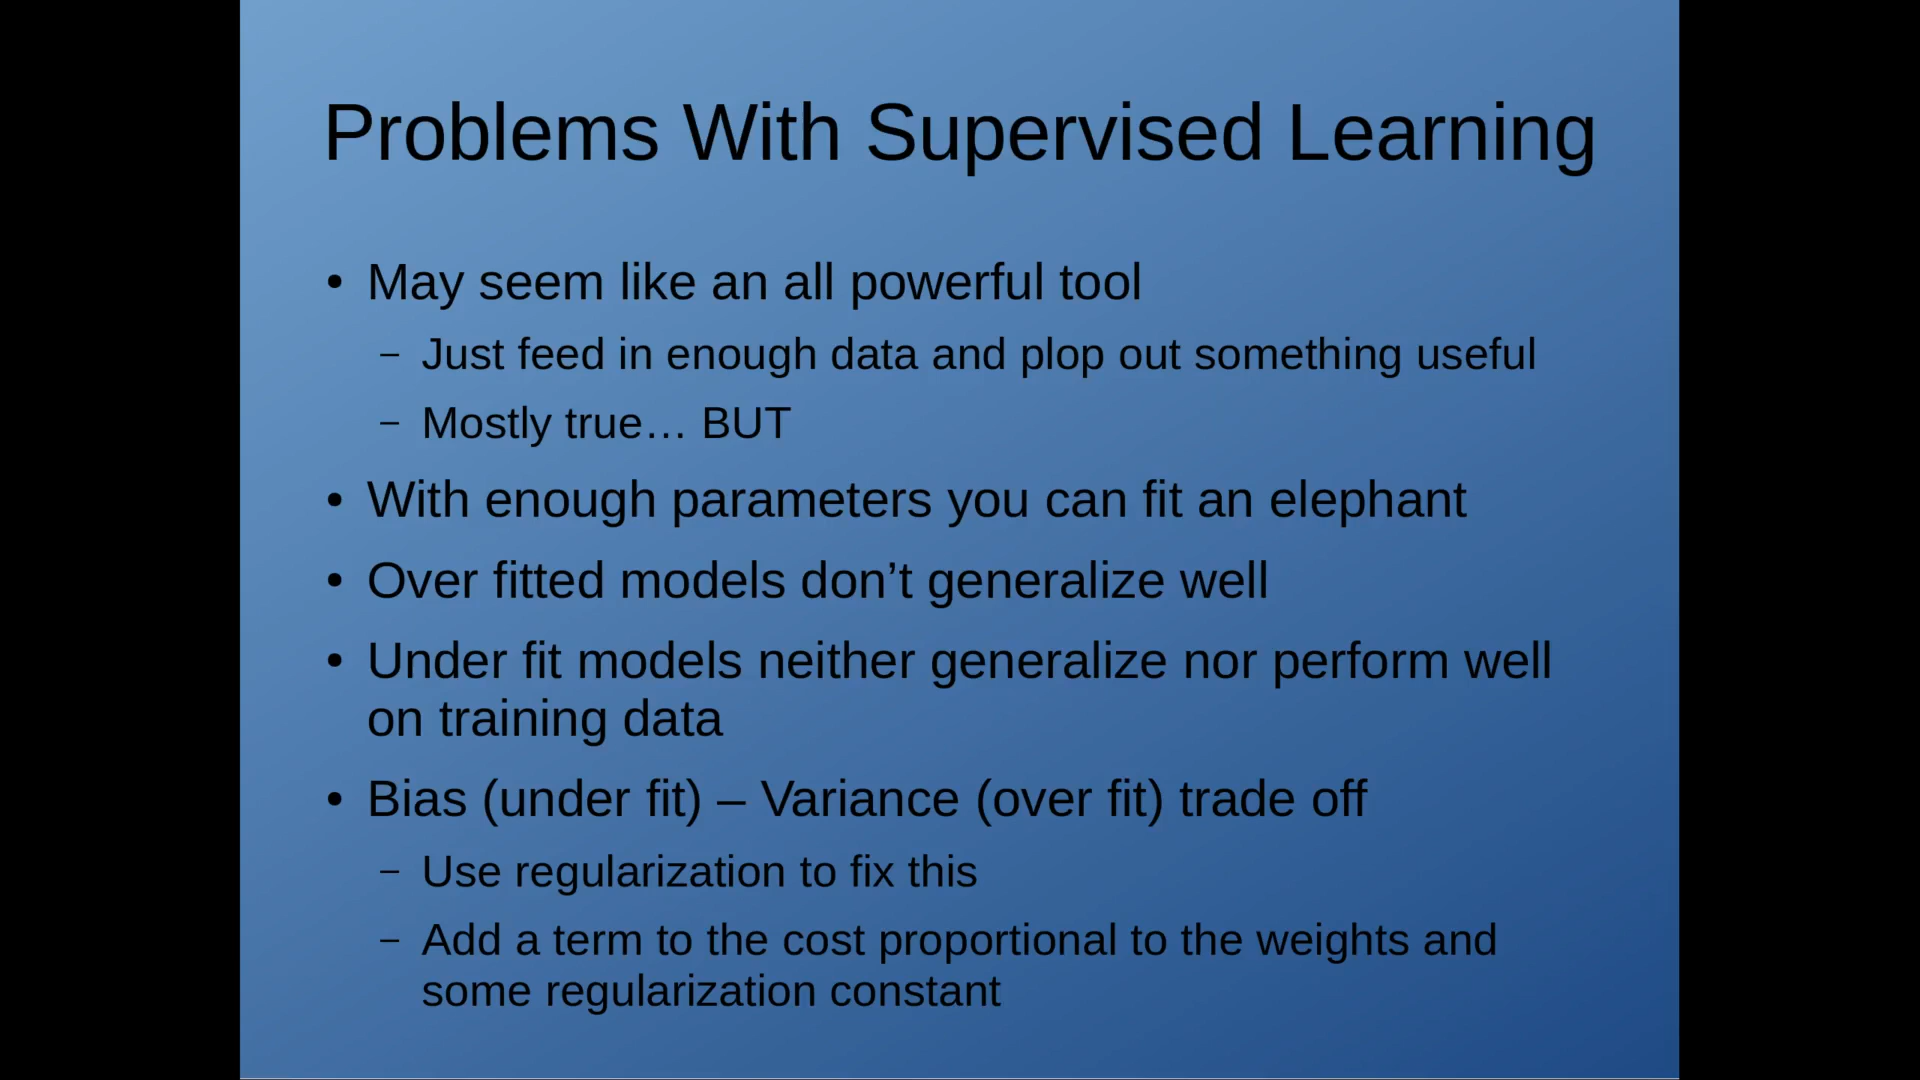 Problems With Supervised Learning
• May seem like an all powerful tool
– Just feed in enough data and plop out something useful
– Mostly true… BUT
• With enough parameters you can fit an elephant
• Over fitted models don’t generalize well
• Under fit models neither generalize nor perform well
on training data
• Bias (under fit) – Variance (over fit) trade off
– Use regularization to fix this
– Add a term to the cost proportional to the weights and
some regularization constant